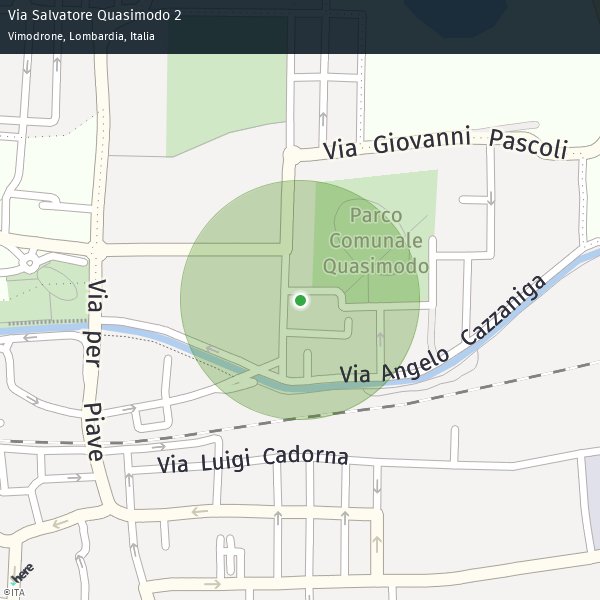 Via Salvatore Quasimodo 2
Vimodrone, Lombardia, Italia
Via Giovanni Pascoli
Parco
Comunale
Quasimodo
Via per Piave
Via Angelo Cazzaniga
Via Luigi Cadorna
here
©ITA